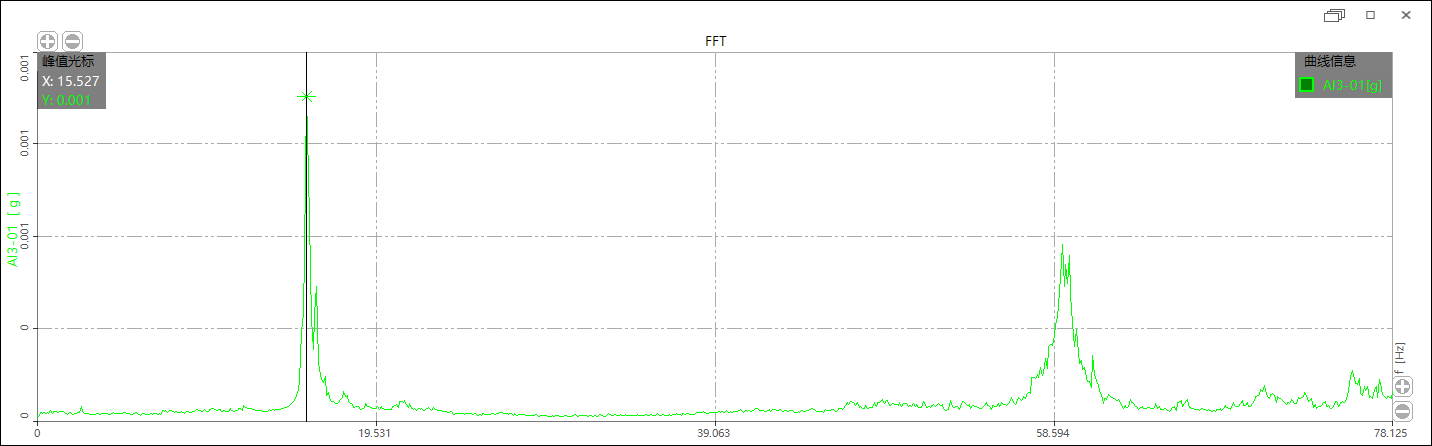 FFT
峰值光标
X: 15.527
Y: 0.001
曲线信息
AI3-01[g]
0.001
0.001
0.001
0
0
AI3-01 [ g ]
f [Hz]
0
19.531
39.063
58.594
78.125